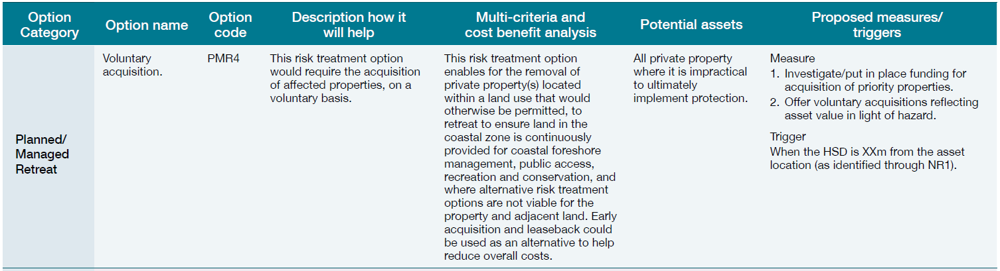 Option
Category
Option name
Option
code
Description how it
will help
Multi-criteria and
cost benefit analysis
Potential assets
Proposed measures/
triggers
Planned/
Managed
Retreat
Voluntary
acquisition.
PMR4
This risk treatment option
would require the acquisition
of affected properties, on a
voluntary basis.
This risk treatment option
enables for the removal of
private property(s) located
within a land use that would
otherwise be permitted, to
retreat to ensure land in the
coastal zone is continuously
provided for coastal foreshore
management, public access,
recreation and conservation, and
where alternative risk treatment
options are not viable for the
property and adjacent land. Early
acquisition and leaseback could
be used as an alternative to help
reduce overall costs.
All private property
where it is impractical
to ultimately
implement protection.
Measure
1. Investigate/put in place funding for
acquisition of priority properties.
2. Offer voluntary acquisitions reflecting
asset value in light of hazard.
Trigger
When the HSD is XXm from the asset
location (as identified through NR1).